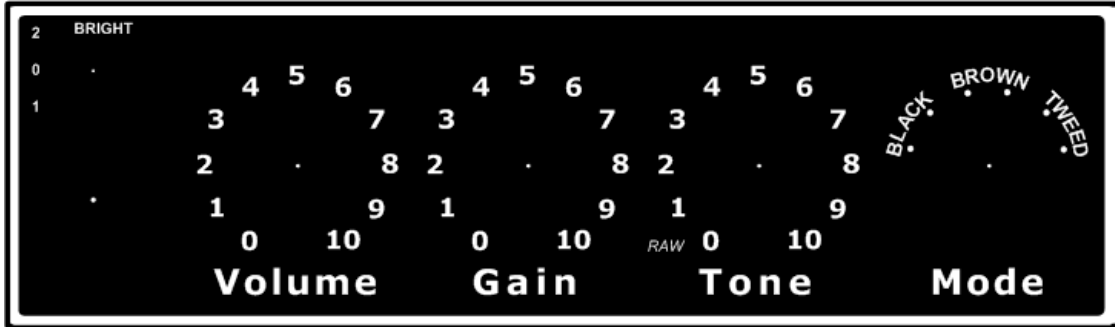 2 BRIGHT
0
1
0 1 2 3 4 5 6 7 8 9 10
0 1 2 3 4 5 6 7 8 9 10
RAW 0 1 2 3 4 5 6 7 8 9 10
BLACK BROWN TWEED
Volume Gain Tone Mode